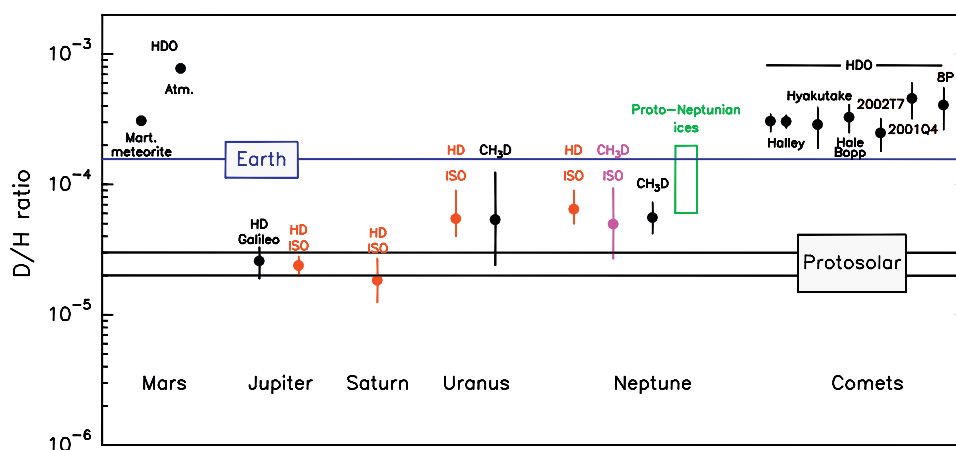 D/H ratio
10⁻³
10⁻⁴
10⁻⁵
10⁻⁶
HDO
Atm.
Mart.
meteorite
Earth
HD
Galileo
HD
ISO
HD
ISO
HD
ISO
CH₃D
HD
ISO
CH₃D
ISO
CH₃D
Proto-Neptunian
ices
HDO
Halley
Hyakutake
Hale
Bopp
2002T7
2001Q4
8P
Protosolar
Mars
Jupiter
Saturn
Uranus
Neptune
Comets